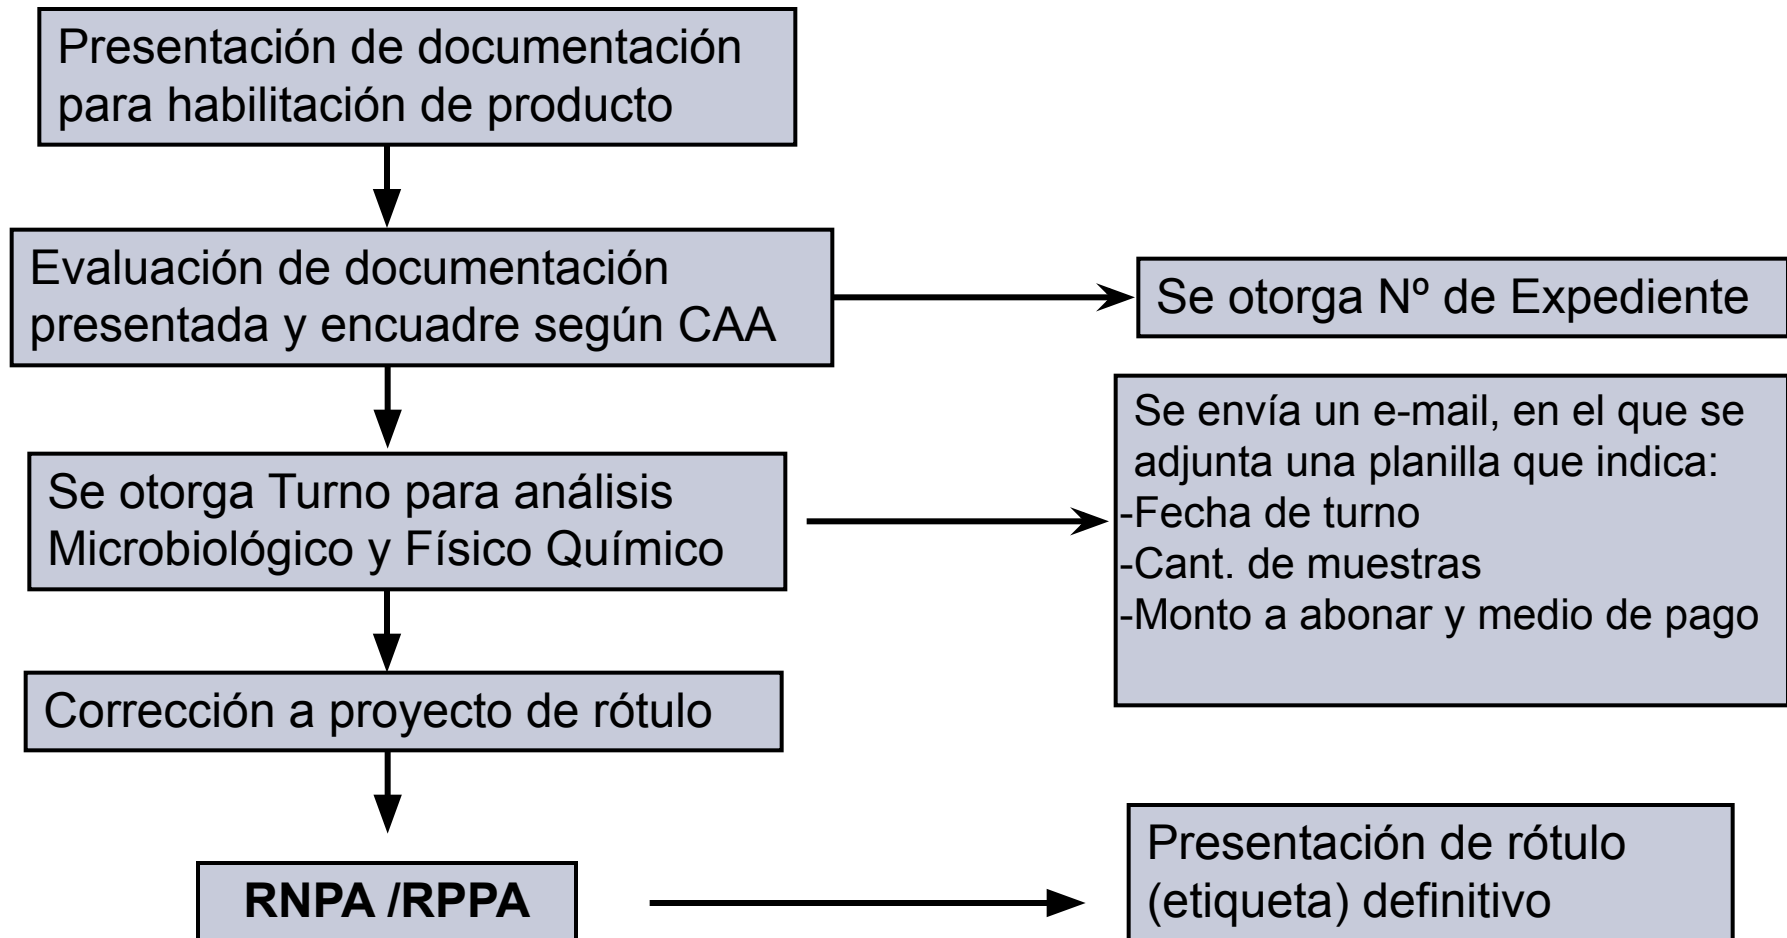 Presentación de documentación
para habilitación de producto
Evaluación de documentación
presentada y encuadre según CAA
Se otorga Nº de Expediente
Se otorga Turno para análisis
Microbiológico y Físico Químico
Se envía un e-mail, en el que se
adjunta una planilla que indica:
-Fecha de turno
-Cant. de muestras
-Monto a abonar y medio de pago
Corrección a proyecto de rótulo
RNPA /RPPA
Presentación de rótulo
(etiqueta) definitivo